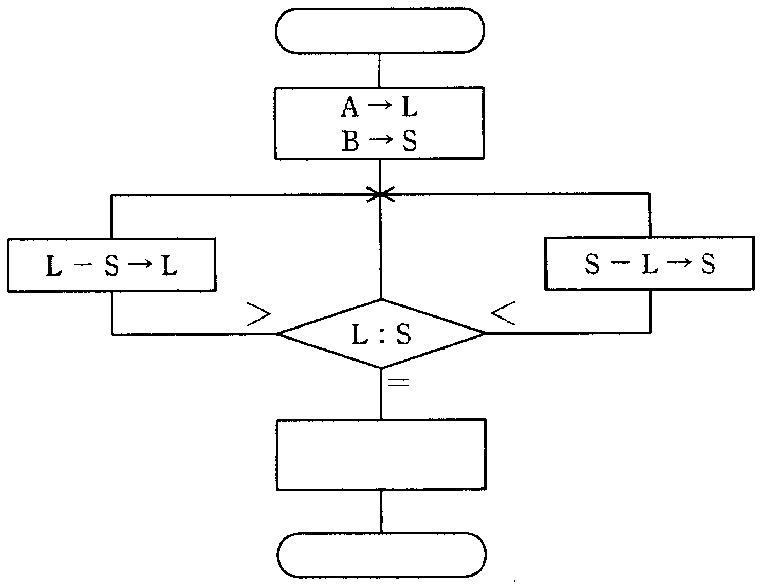 A → L
B → S
L − S → L
S − L → S
>
<
L : S
=